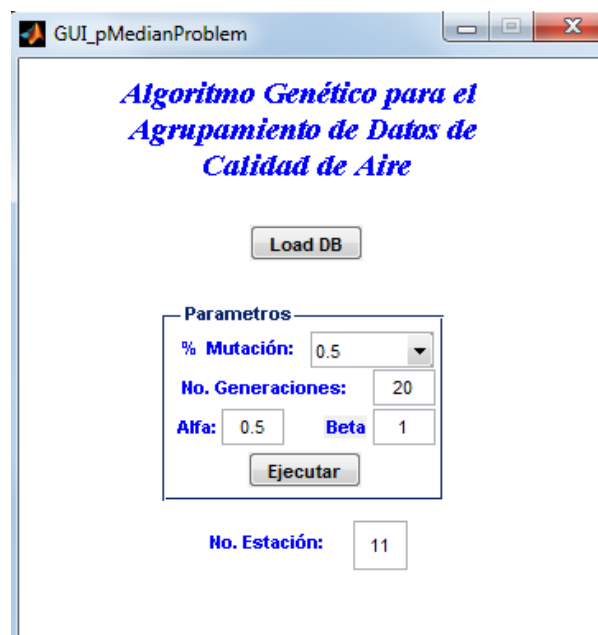 GUI_pMedianProblem
Algoritmo Genético para el
Agrupamiento de Datos de
Calidad de Aire
Load DB
Parametros
% Mutación: 0.5
No. Generaciones: 20
Alfa: 0.5 Beta 1
Ejecutar
No. Estación: 11